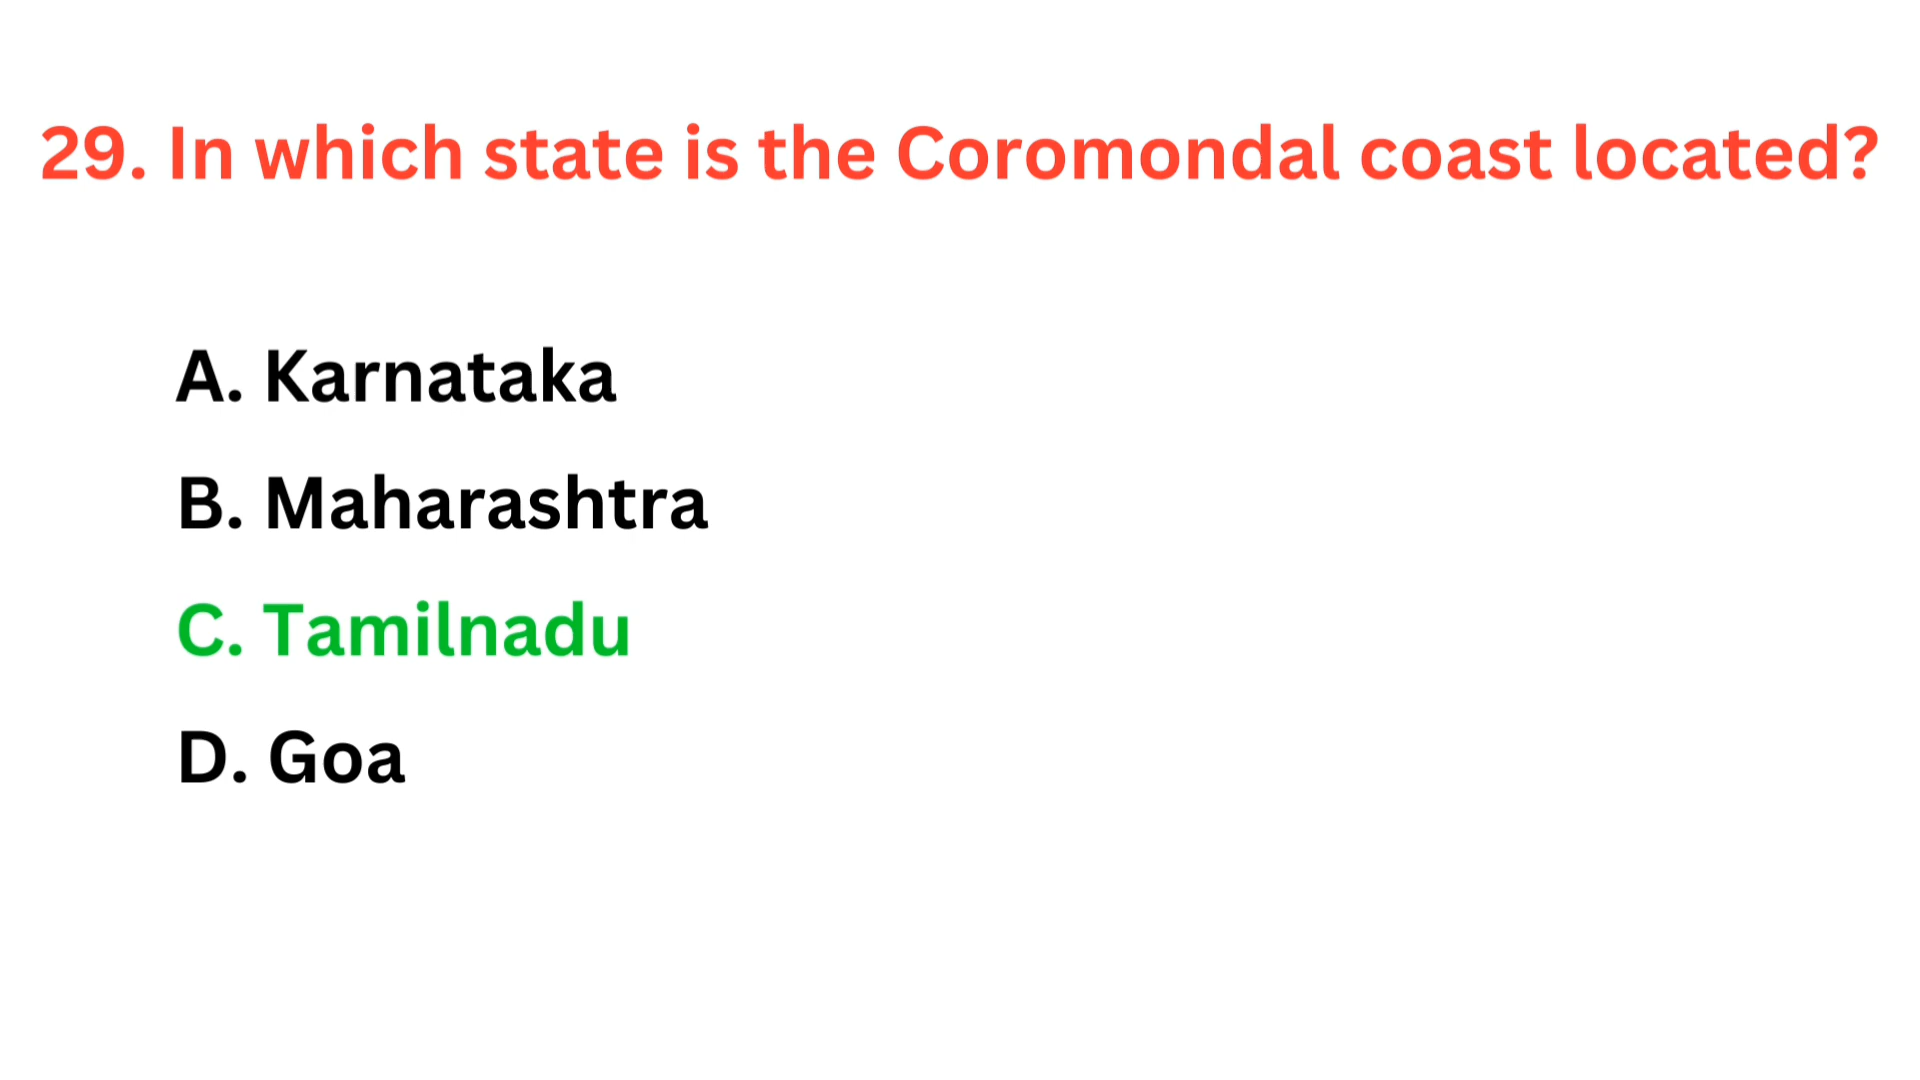 29. In which state is the Coromondal coast located?
A. Karnataka
B. Maharashtra
C. Tamilnadu
D. Goa